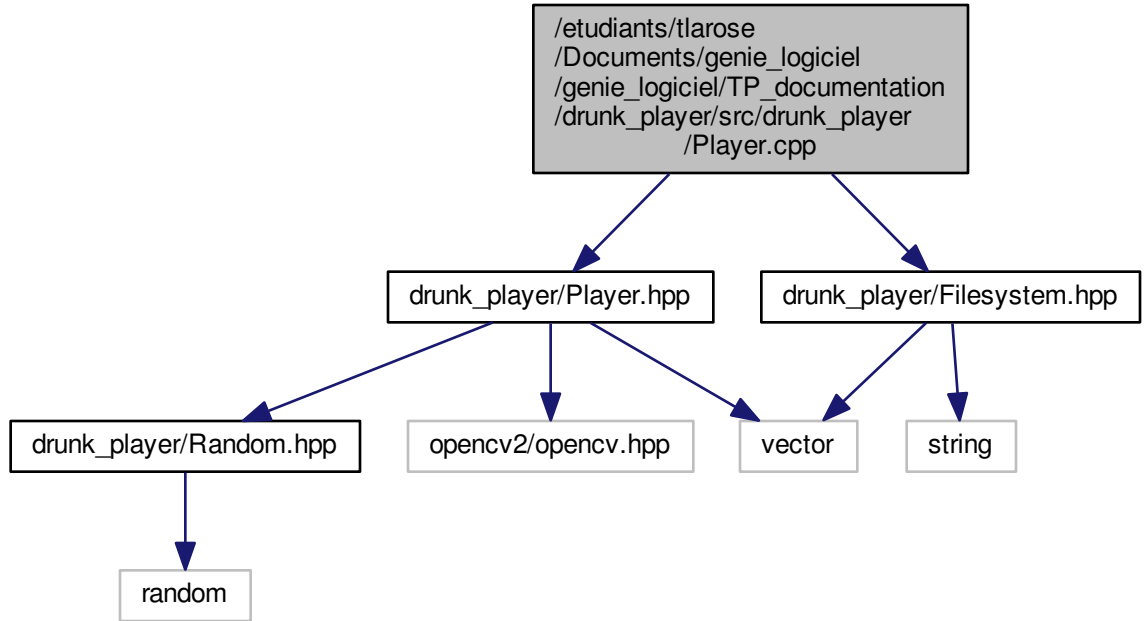 /etudiants/tlarose
/Documents/genie_logiciel
/genie_logiciel/TP_documentation
/drunk_player/src/drunk_player
/Player.cpp
drunk_player/Player.hpp
drunk_player/Filesystem.hpp
drunk_player/Random.hpp
opencv2/opencv.hpp
vector
string
random